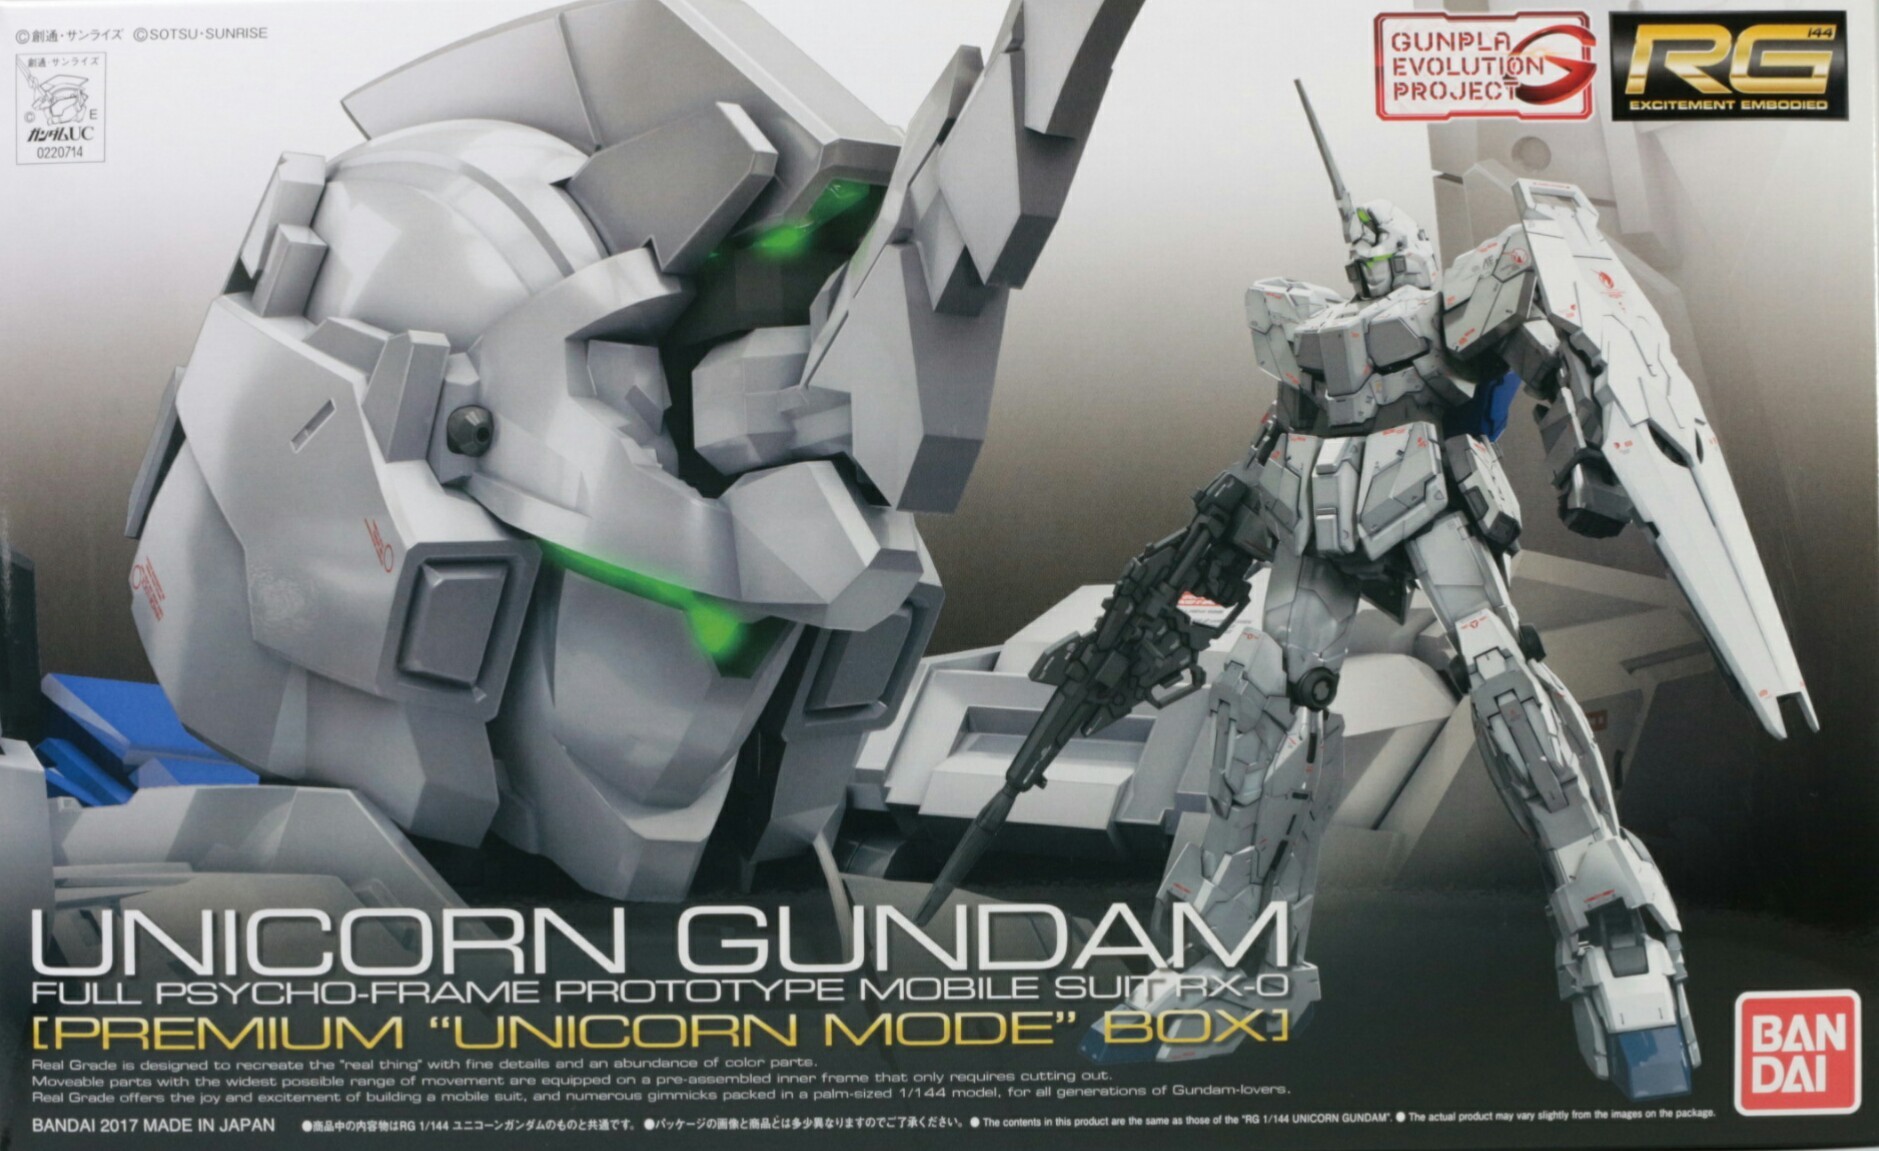 ©創通・サンライズ ©SOTSU・SUNRISE
創通・サンライズ
© E
ガンダムUC
0220714
GUNPLA
EVOLUTION
PROJECT
1/44
RG
EXCITEMENT EMBODIED
UNICORN GUNDAM
FULL PSYCHO-FRAME PROTOTYPE MOBILE SUIT RX-0
[PREMIUM “UNICORN MODE” BOX]
Real Grade is designed to recreate the "real thing" with fine details and an abundance of color parts.
Moveable parts with the widest possible range of movement are equipped on a pre-assembled inner frame that only requires cutting out.
Real Grade offers the joy and excitement of building a mobile suit, and numerous gimmicks packed in a palm-sized 1/144 model, for all generations of Gundam-lovers.
BANDAI 2017 MADE IN JAPAN ●商品中の内容物はRG 1/144 ユニコーンガンダムのものと共通です。 ●パッケージの画像と商品とは多少異なりますのでご了承ください。 ● The contents in this product are the same as those of the "RG 1/144 UNICORN GUNDAM". ● The actual product may vary slightly from the images on the package.
BAN
DAI